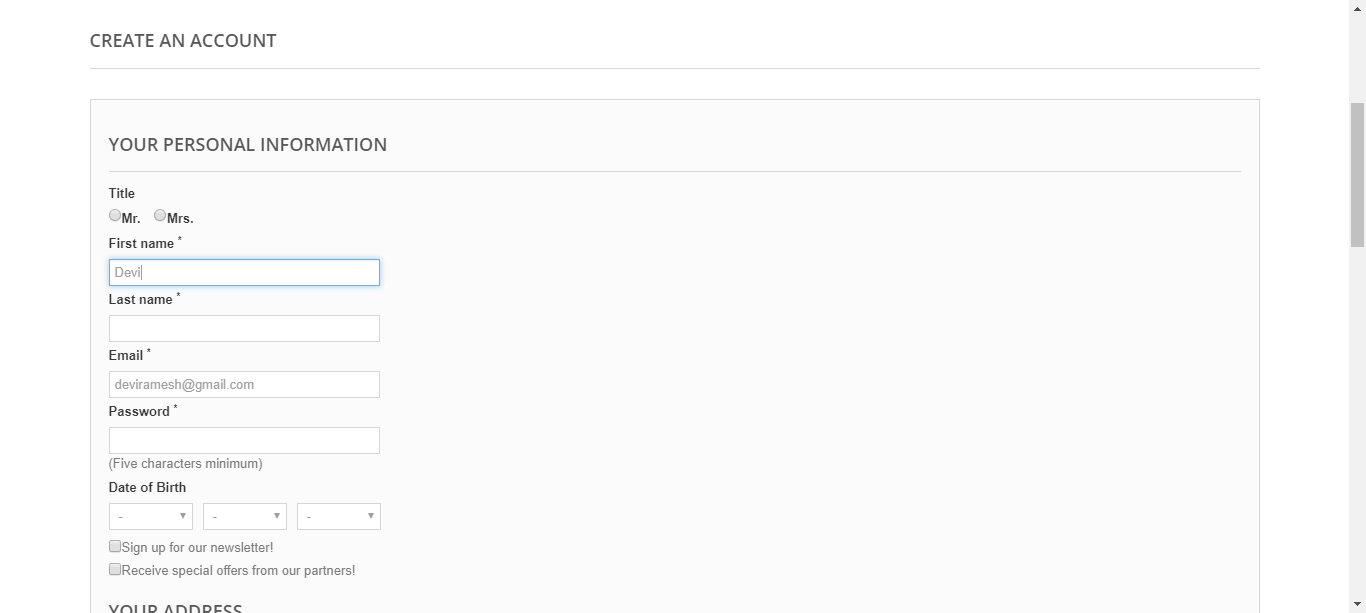 CREATE AN ACCOUNT
YOUR PERSONAL INFORMATION
Title
Mr. Mrs.
First name *
Devi
Last name *
Email *
deviramesh@gmail.com
Password *
(Five characters minimum)
Date of Birth
- - -
Sign up for our newsletter!
Receive special offers from our partners!
YOUR ADDRESS